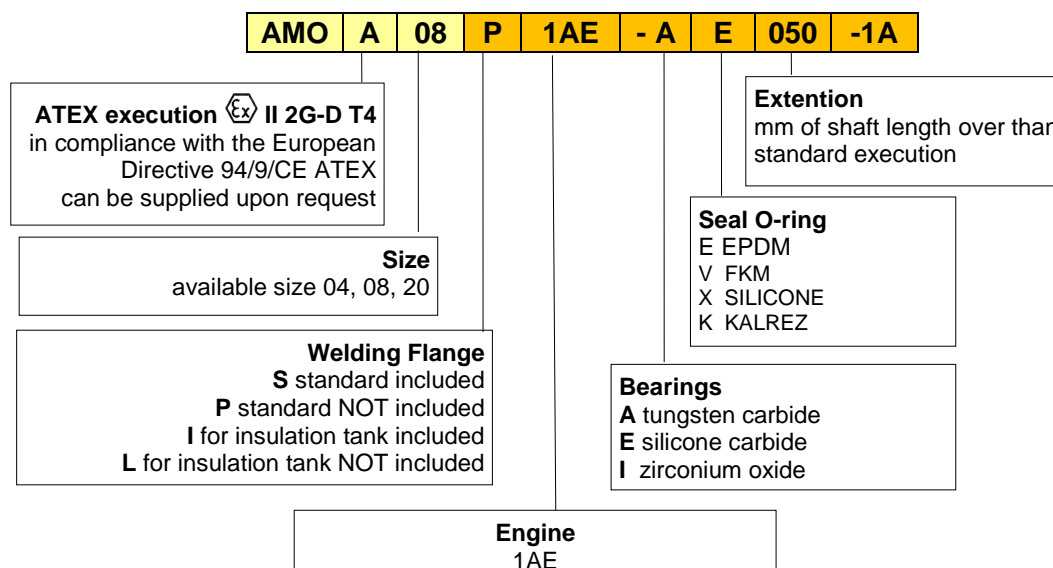 AMO A 08 P 1AE - A E 050 -1A
ATEX execution Ex II 2G-D T4
in compliance with the European
Directive 94/9/CE ATEX
can be supplied upon request
Extention
mm of shaft length over than
standard execution
Seal O-ring
E EPDM
V FKM
X SILICONE
K KALREZ
Size
available size 04, 08, 20
Welding Flange
S standard included
P standard NOT included
I for insulation tank included
L for insulation tank NOT included
Bearings
A tungsten carbide
E silicone carbide
I zirconium oxide
Engine
1AE